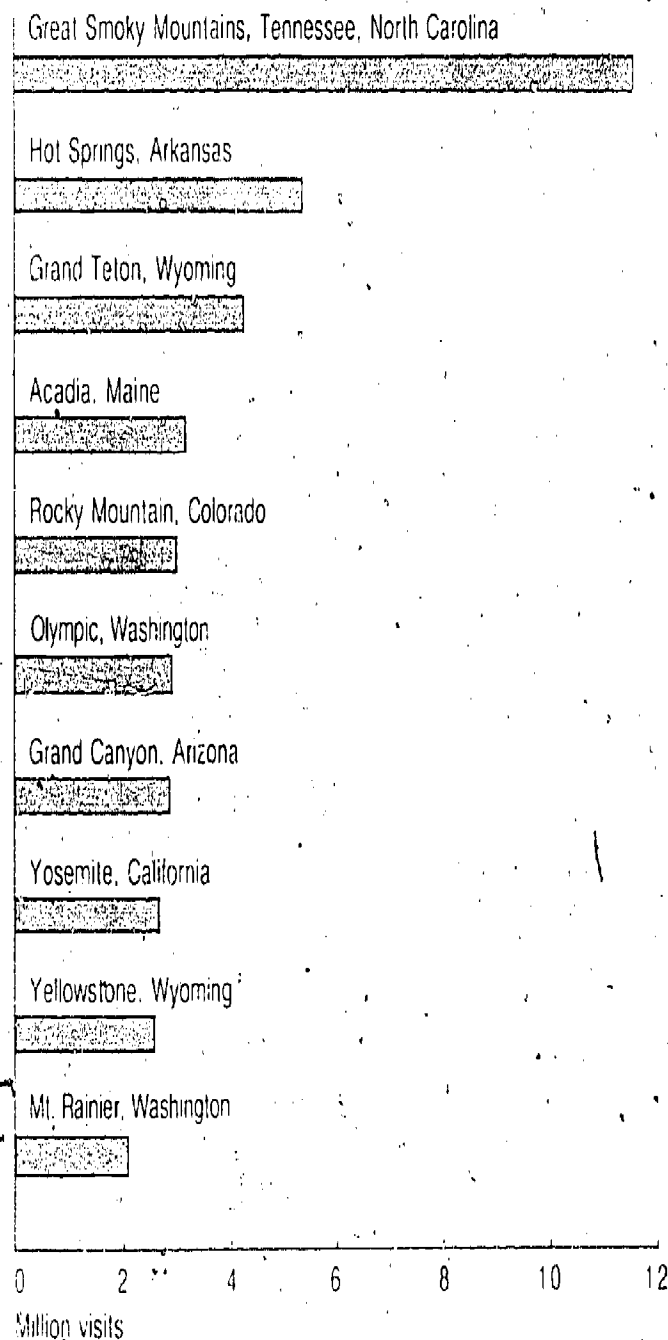 Great Smoky Mountains, Tennessee, North Carolina
Hot Springs, Arkansas
Grand Teton, Wyoming
Acadia, Maine
Rocky Mountain, Colorado
Olympic, Washington
Grand Canyon, Arizona
Yosemite, California
Yellowstone, Wyoming
Mt. Rainier, Washington
0 2 4 6 8 10 12
Million visits